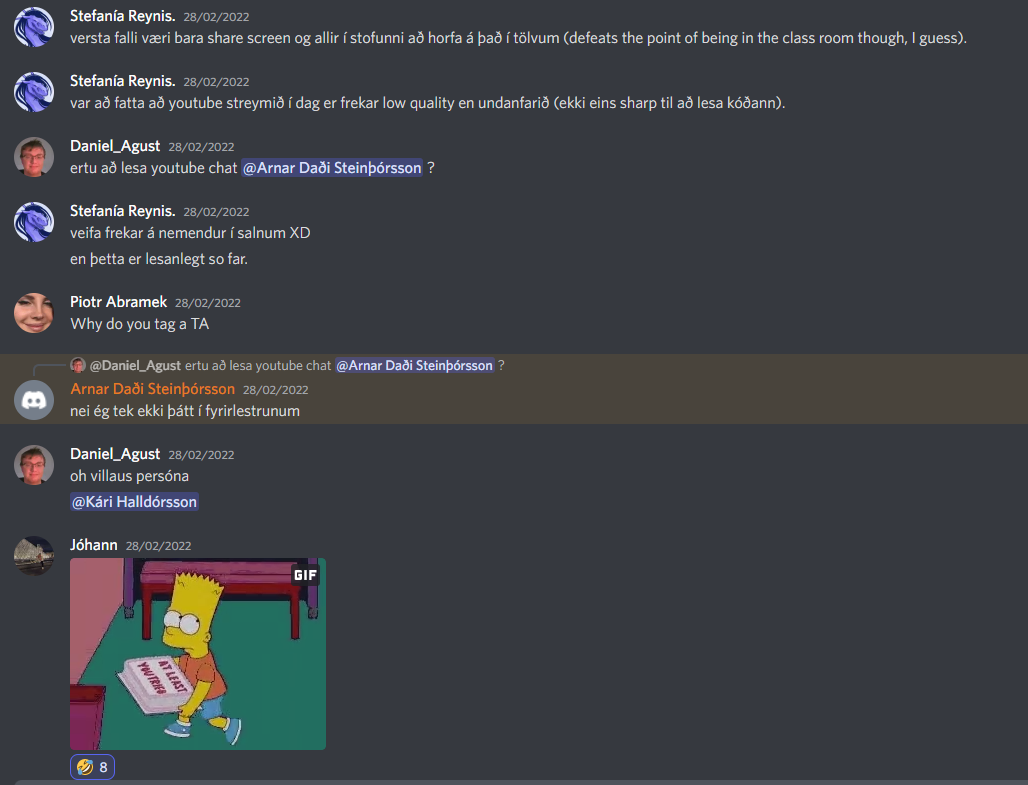 Stefanía Reynis. 28/02/2022
versta falli væri bara share screen og allir í stofunni að horfa á það í tölvum (defeats the point of being in the class room though, I guess).
Stefanía Reynis. 28/02/2022
var að fatta að youtube streymið í dag er frekar low quality en undanfarið (ekki eins sharp til að lesa kóðann).
Daniel_Agust 28/02/2022
ertu að lesa youtube chat @Arnar Daði Steinþórsson ?
Stefanía Reynis. 28/02/2022
veifa frekar á nemendur í salnum XD
en þetta er lesanlegt so far.
Piotr Abramek 28/02/2022
Why do you tag a TA
@Daniel_Agust ertu að lesa youtube chat @Arnar Daði Steinþórsson ?
Arnar Daði Steinþórsson 28/02/2022
nei ég tek ekki þátt í fyrirlestrunum
Daniel_Agust 28/02/2022
oh villaus persóna
@Kári Halldórsson
Jóhann 28/02/2022
GIF
AT LEAST
YOU TRIED
8